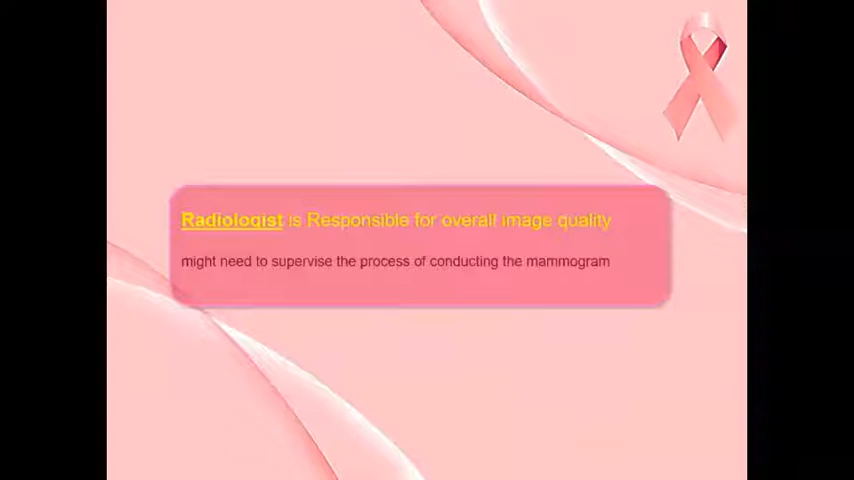 Radiologist is Responsible for overall image quality
might need to supervise the process of conducting the mammogram